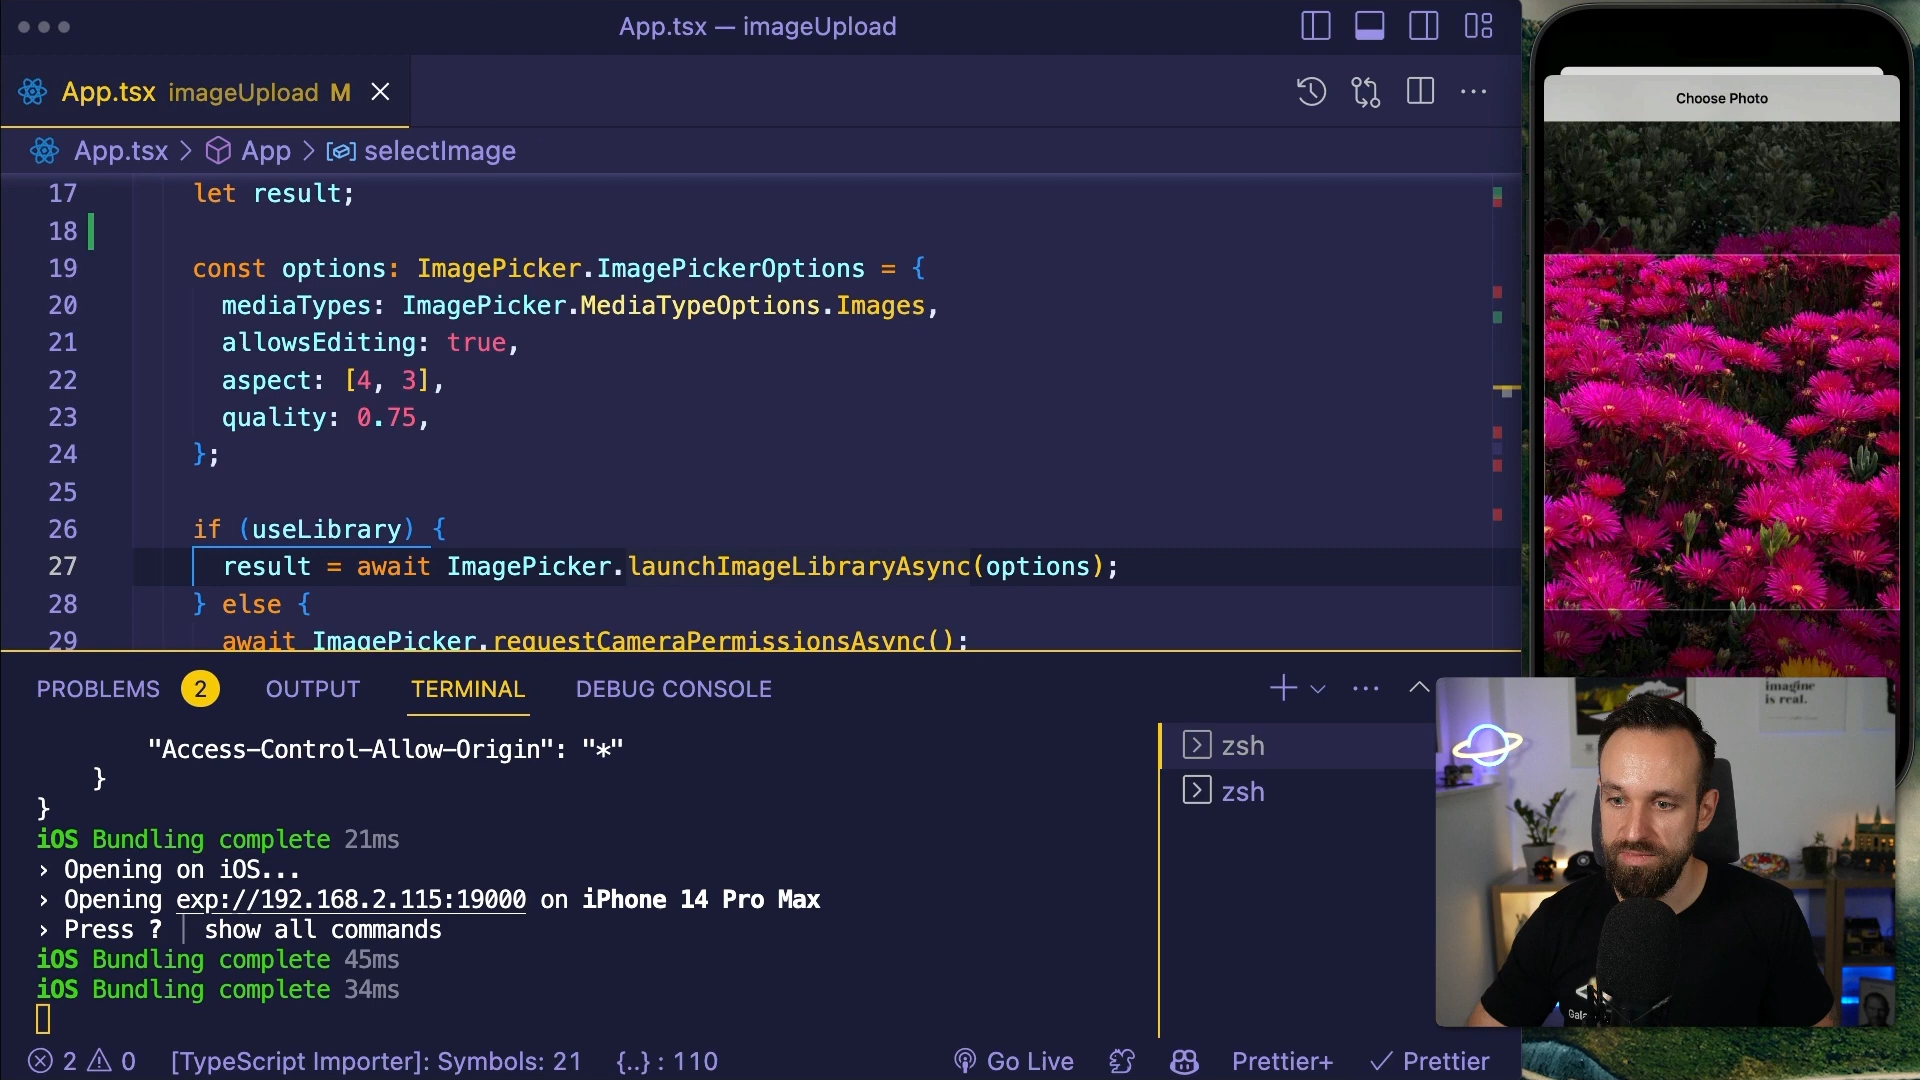 App.tsx — imageUpload
App.tsx imageUpload M
App.tsx > App > selectImage
17 let result;
18
19 const options: ImagePicker.ImagePickerOptions = {
20 mediaTypes: ImagePicker.MediaTypeOptions.Images,
21 allowsEditing: true,
22 aspect: [4, 3],
23 quality: 0.75,
24 };
25
26 if (useLibrary) {
27 result = await ImagePicker.launchImageLibraryAsync(options);
28 } else {
29 await ImagePicker.requestCameraPermissionsAsync();
PROBLEMS 2 OUTPUT TERMINAL DEBUG CONSOLE
"Access-Control-Allow-Origin": "*"
}
}
iOS Bundling complete 21ms
› Opening on iOS...
› Opening exp://192.168.2.115:19000 on iPhone 14 Pro Max
› Press ? │ show all commands
iOS Bundling complete 45ms
iOS Bundling complete 34ms
zsh
zsh
2 0 [TypeScript Importer]: Symbols: 21 {..} : 110 Go Live Prettier+ Prettier
Choose Photo
imagine
is real.